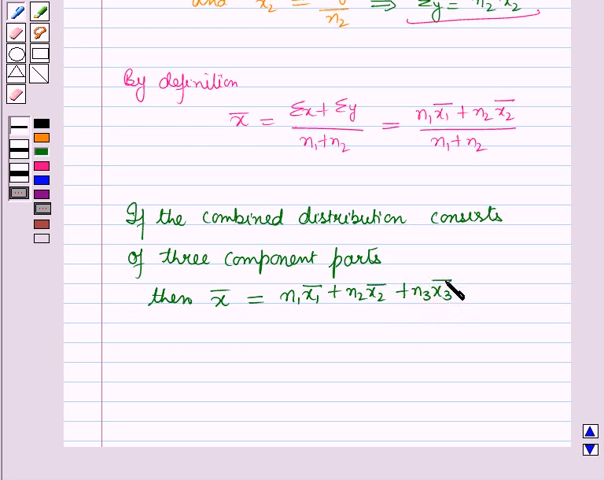 and x̄₂ = Σy/n₂ ⇒ Σy = n₂x̄₂
By definition
x̄ = (Σx + Σy)/(n₁+n₂) = (n₁x̄₁ + n₂x̄₂)/(n₁+n₂)
If the combined distribution consists
of three component parts
then x̄ = n₁x̄₁ + n₂x̄₂ + n₃x̄₃